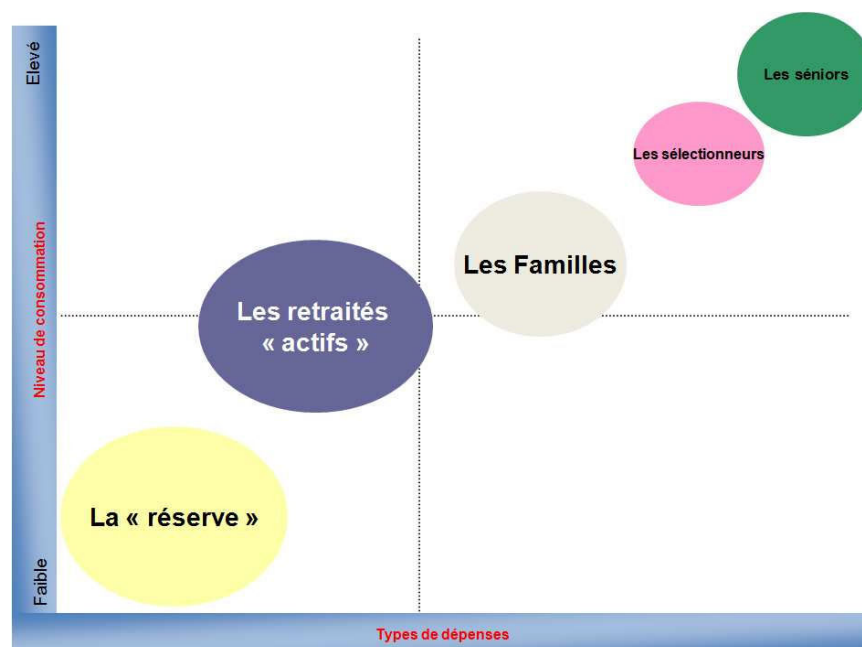 Elevé
Les séniors
Les sélectionneurs
Niveau de consommation
Les Familles
Les retraités
« actifs »
La « réserve »
Faible
Types de dépenses